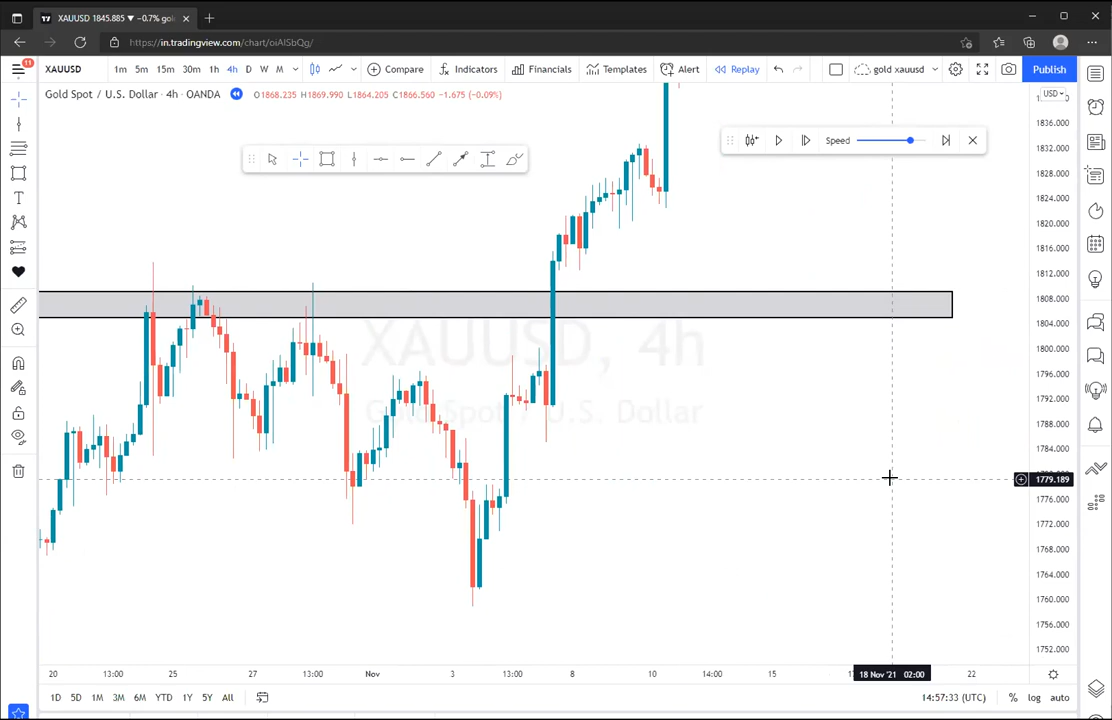 XAUUSD 1845.885 ▼ −0.7% gol
https://in.tradingview.com/chart/oiAlSbQg/
11
XAUUSD 1m 5m 15m 30m 1h 4h D W M Compare Indicators Financials Templates Alert Replay gold xauusd Publish
Gold Spot / U.S. Dollar · 4h · OANDA O1868.235 H1869.990 L1864.205 C1866.560 −1.675 (−0.09%)
USD
Speed
XAUUSD, 4h
Gold Spot / U.S. Dollar
1836.000
1832.000
1828.000
1824.000
1820.000
1816.000
1812.000
1808.000
1804.000
1800.000
1796.000
1792.000
1788.000
1784.000
1779.189
1776.000
1772.000
1768.000
1764.000
1760.000
1756.000
1752.000
20 13:00 25 27 13:00 Nov 3 13:00 8 10 14:00 15 18 Nov '21 02:00 22
1D 5D 1M 3M 6M YTD 1Y 5Y All 14:57:33 (UTC) % log auto